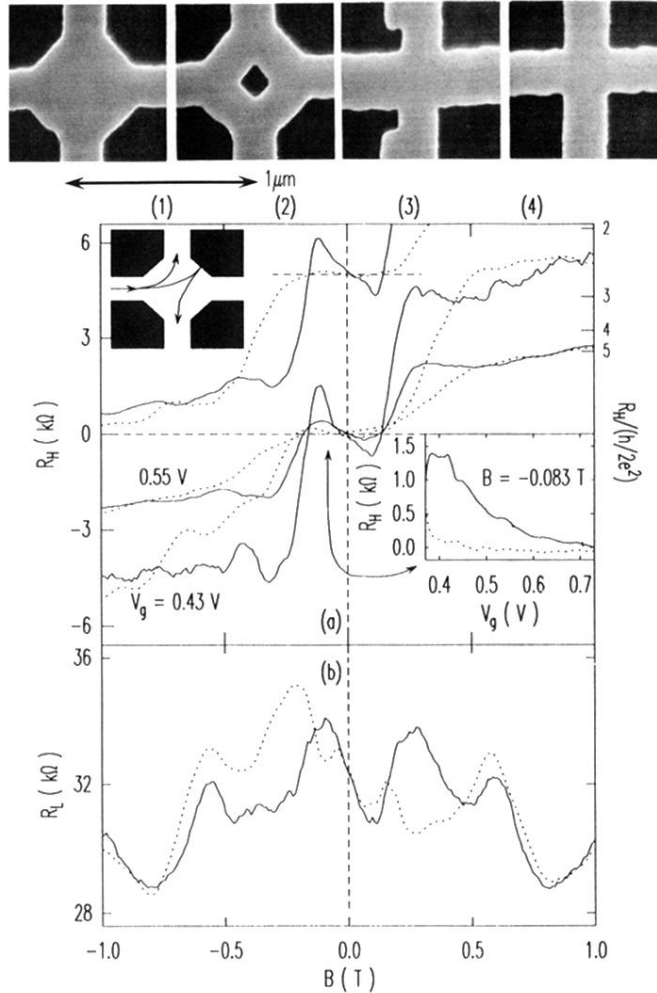 1μm
(1) (2) (3) (4)
R_H (kΩ)
6
3
0
-3
-6
2
3
4
5
R_H/(h/2e²)
0.55 V
V_g = 0.43 V
(a)
R_H (kΩ)
1.5
1.0
0.5
0.0
B = -0.083 T
0.4 0.5 0.6 0.7
V_g (V)
(b)
R_L (kΩ)
36
32
28
-1.0 -0.5 0.0 0.5 1.0
B (T)